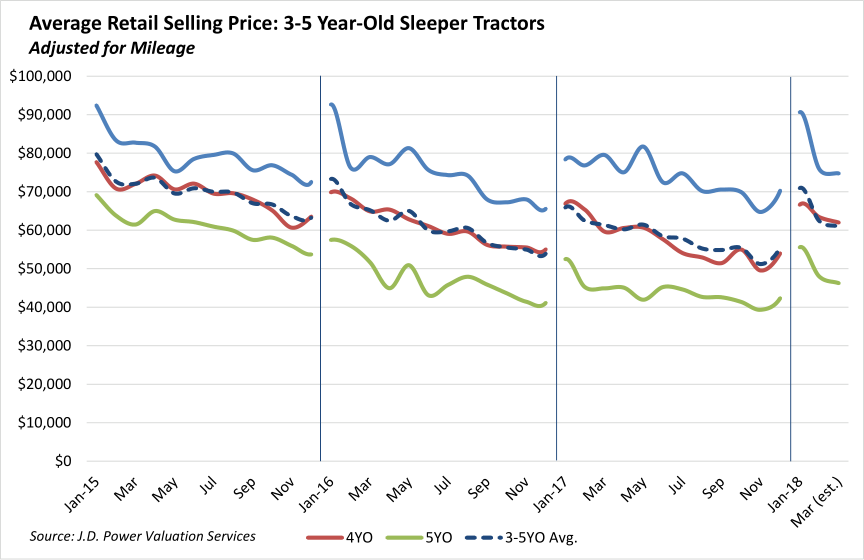 Average Retail Selling Price: 3-5 Year-Old Sleeper Tractors
Adjusted for Mileage
$100,000
$90,000
$80,000
$70,000
$60,000
$50,000
$40,000
$30,000
$20,000
$10,000
$0
Jan-15
Mar
May
Jul
Sep
Nov
Jan-16
Mar
May
Jul
Sep
Nov
Jan-17
Mar
May
Jul
Sep
Nov
Jan-18
Mar (est.)
Source: J.D. Power Valuation Services
4YO
5YO
3-5YO Avg.